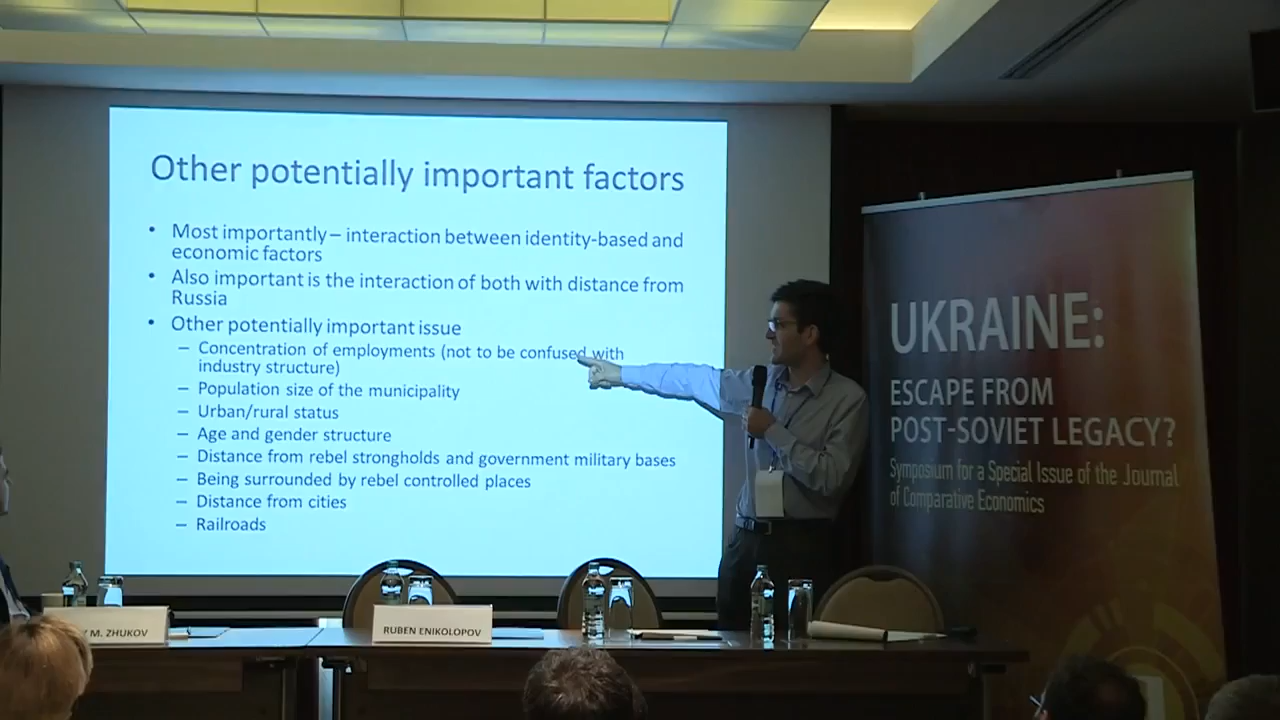 Other potentially important factors
• Most importantly – interaction between identity-based and
economic factors
• Also important is the interaction of both with distance from
Russia
• Other potentially important issue
– Concentration of employments (not to be confused with
industry structure)
– Population size of the municipality
– Urban/rural status
– Age and gender structure
– Distance from rebel strongholds and government military bases
– Being surrounded by rebel controlled places
– Distance from cities
– Railroads
UKRAINE:
ESCAPE FROM
POST-SOVIET LEGACY?
Symposium for a Special Issue of the Journal
of Comparative Economics
M. ZHUKOV
RUBEN ENIKOLOPOV